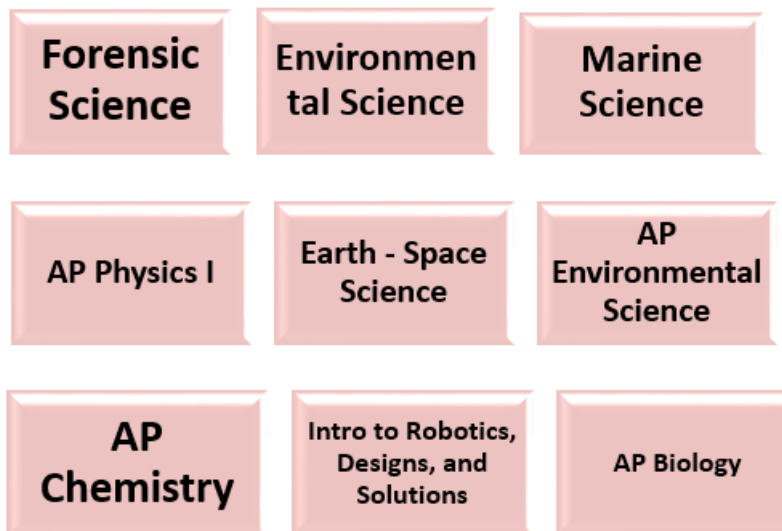 Forensic
Science
Environmen
tal Science
Marine
Science
AP Physics I
Earth - Space
Science
AP
Environmental
Science
AP
Chemistry
Intro to Robotics,
Designs, and
Solutions
AP Biology